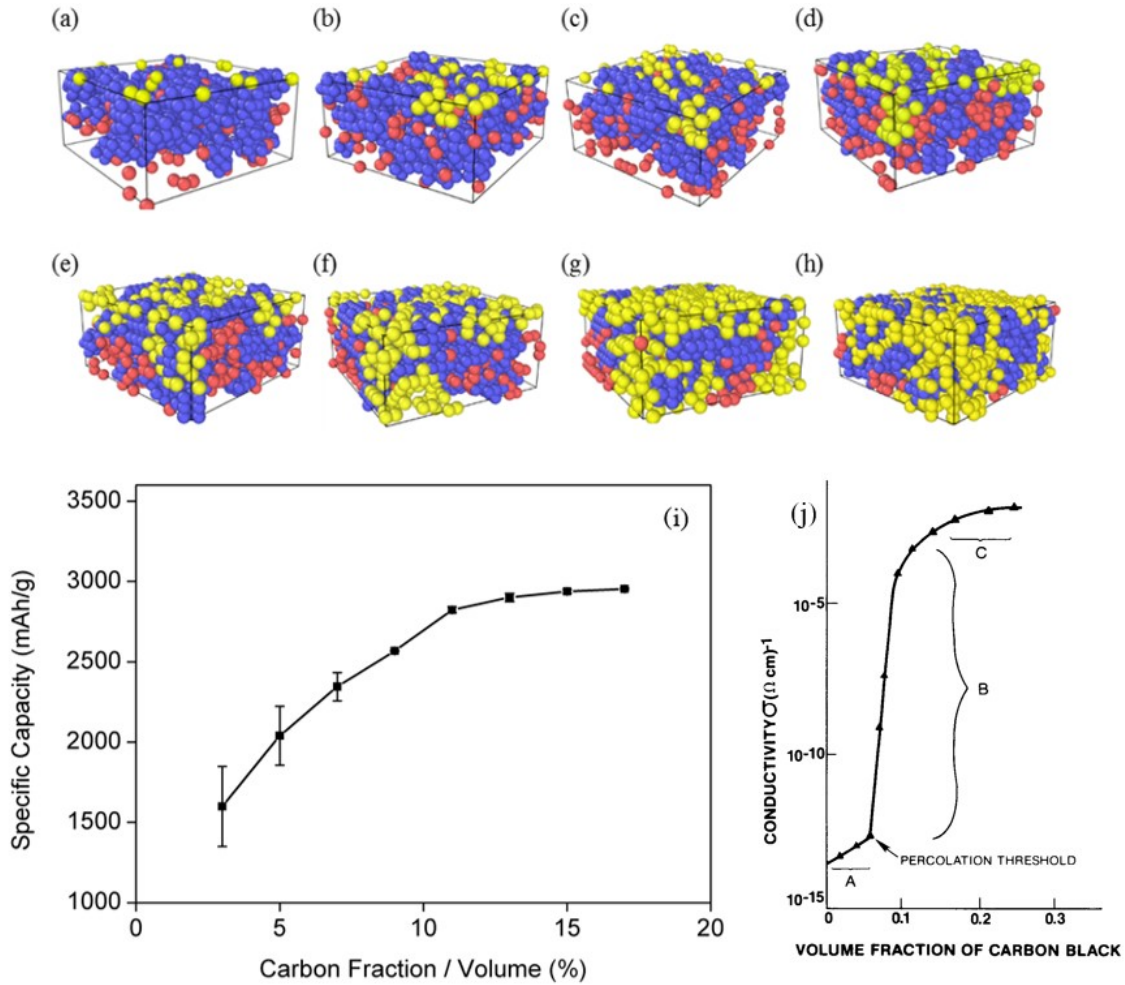 (a)
(b)
(c)
(d)
(e)
(f)
(g)
(h)
(i)
Specific Capacity (mAh/g)
3500
3000
2500
2000
1500
1000
0
5
10
15
20
Carbon Fraction / Volume (%)
(j)
CONDUCTIVITY σ(Ω cm)-1
10-5
10-10
10-15
A
B
C
PERCOLATION THRESHOLD
0
0.1
0.2
0.3
VOLUME FRACTION OF CARBON BLACK